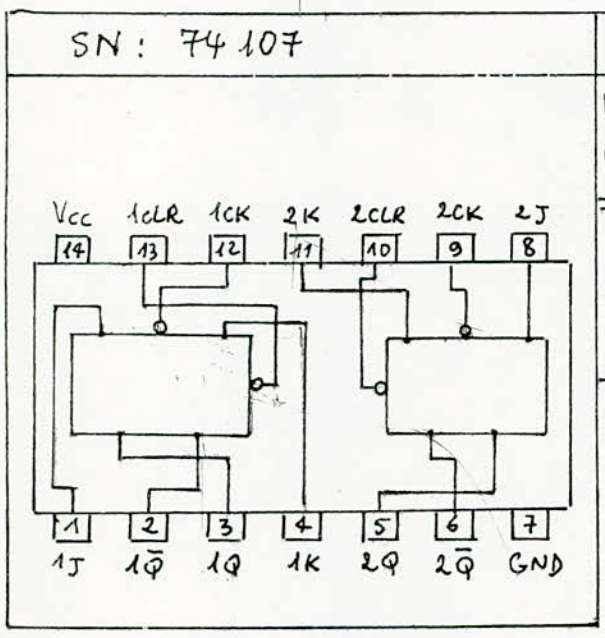 SN: 74107
Vcc 1CLR 1CK 2K 2CLR 2CK 2J
14 13 12 11 10 9 8
1 2 3 4 5 6 7
1J 1Q̅ 1Q 1K 2Q 2Q̅ GND